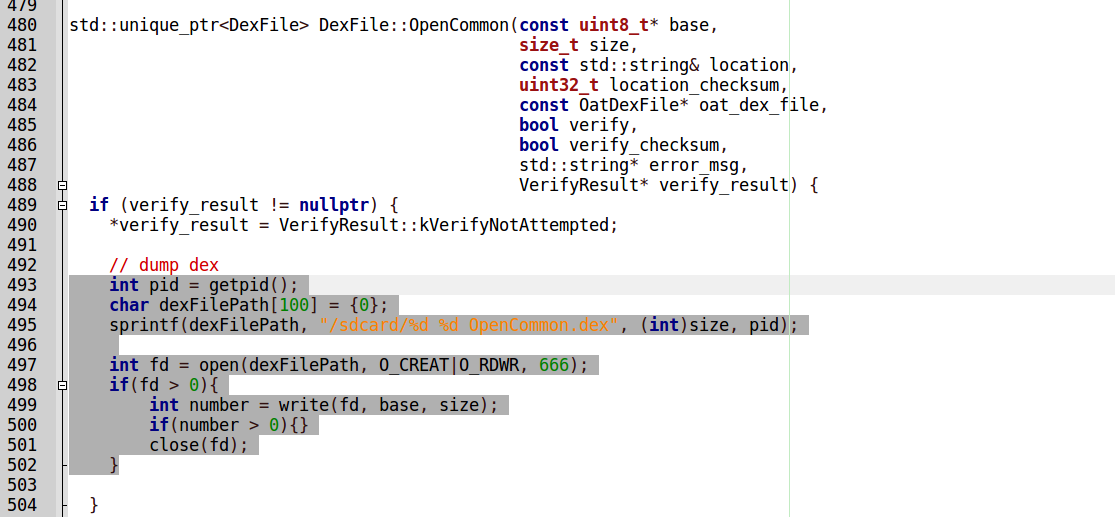 479
480 std::unique_ptr<DexFile> DexFile::OpenCommon(const uint8_t* base,
481 size_t size,
482 const std::string& location,
483 uint32_t location_checksum,
484 const OatDexFile* oat_dex_file,
485 bool verify,
486 bool verify_checksum,
487 std::string* error_msg,
488 VerifyResult* verify_result) {
489 if (verify_result != nullptr) {
490 *verify_result = VerifyResult::kVerifyNotAttempted;
491
492 // dump dex
493 int pid = getpid();
494 char dexFilePath[100] = {0};
495 sprintf(dexFilePath, "/sdcard/%d %d OpenCommon.dex", (int)size, pid);
496
497 int fd = open(dexFilePath, O_CREAT|O_RDWR, 666);
498 if(fd > 0){
499 int number = write(fd, base, size);
500 if(number > 0){}
501 close(fd);
502 }
503
504 }